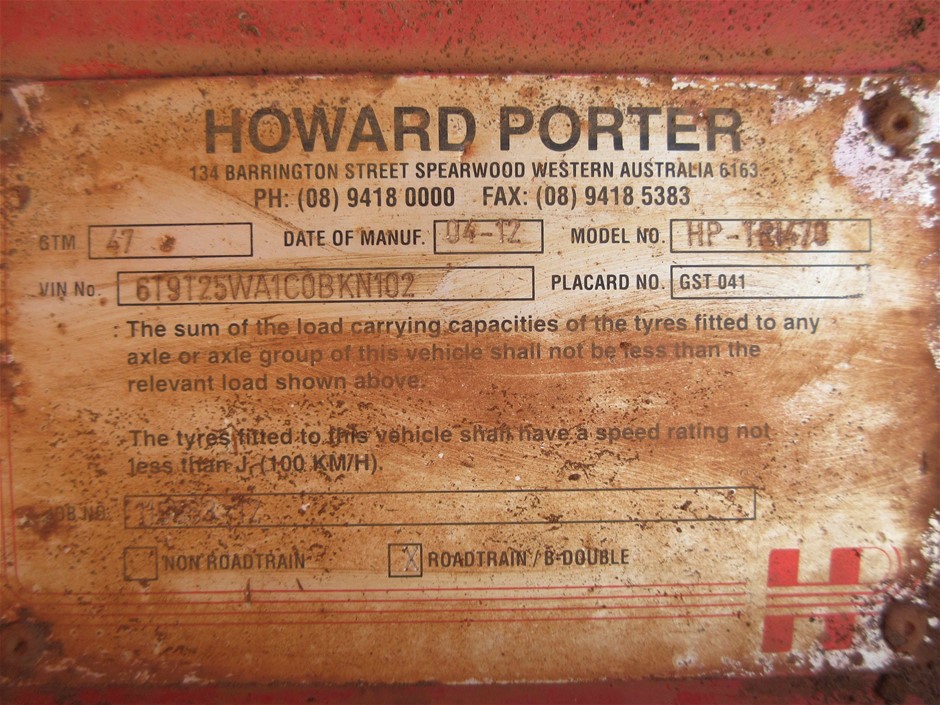 HOWARD PORTER
134 BARRINGTON STREET SPEARWOOD WESTERN AUSTRALIA 6163
PH: (08) 9418 0000 FAX: (08) 9418 5383
GTM 47 DATE OF MANUF. 04-12 MODEL NO. HP-TRI470
VIN No. 6T9T25WA1C0BKN102 PLACARD NO. GST 041
The sum of the load carrying capacities of the tyres fitted to any
axle or axle group of this vehicle shall not be less than the
relevant load shown above.
The tyres fitted to this vehicle shall have a speed rating not
less than J, (100 KM/H).
JOB NO.
NON ROADTRAIN X ROADTRAIN / B-DOUBLE
H